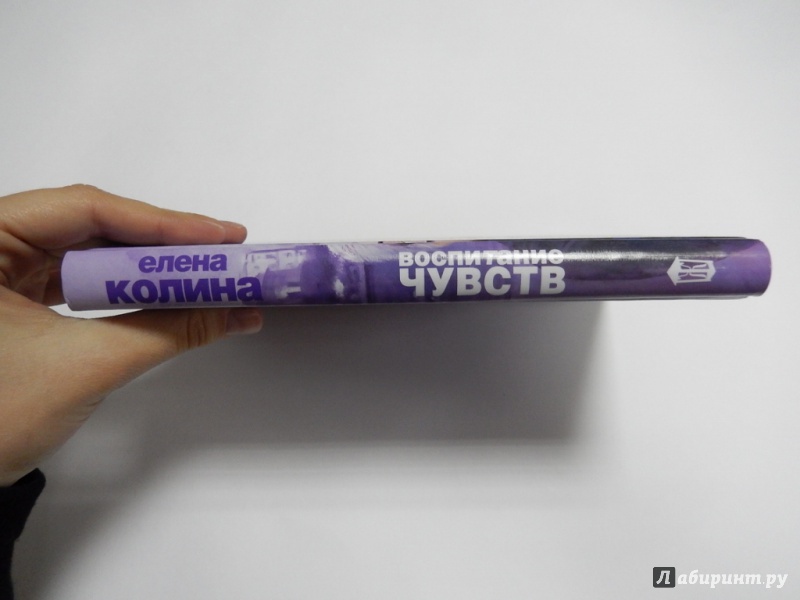 елена
колина
воспитание
ЧУВСТВ
Лабиринт.ру